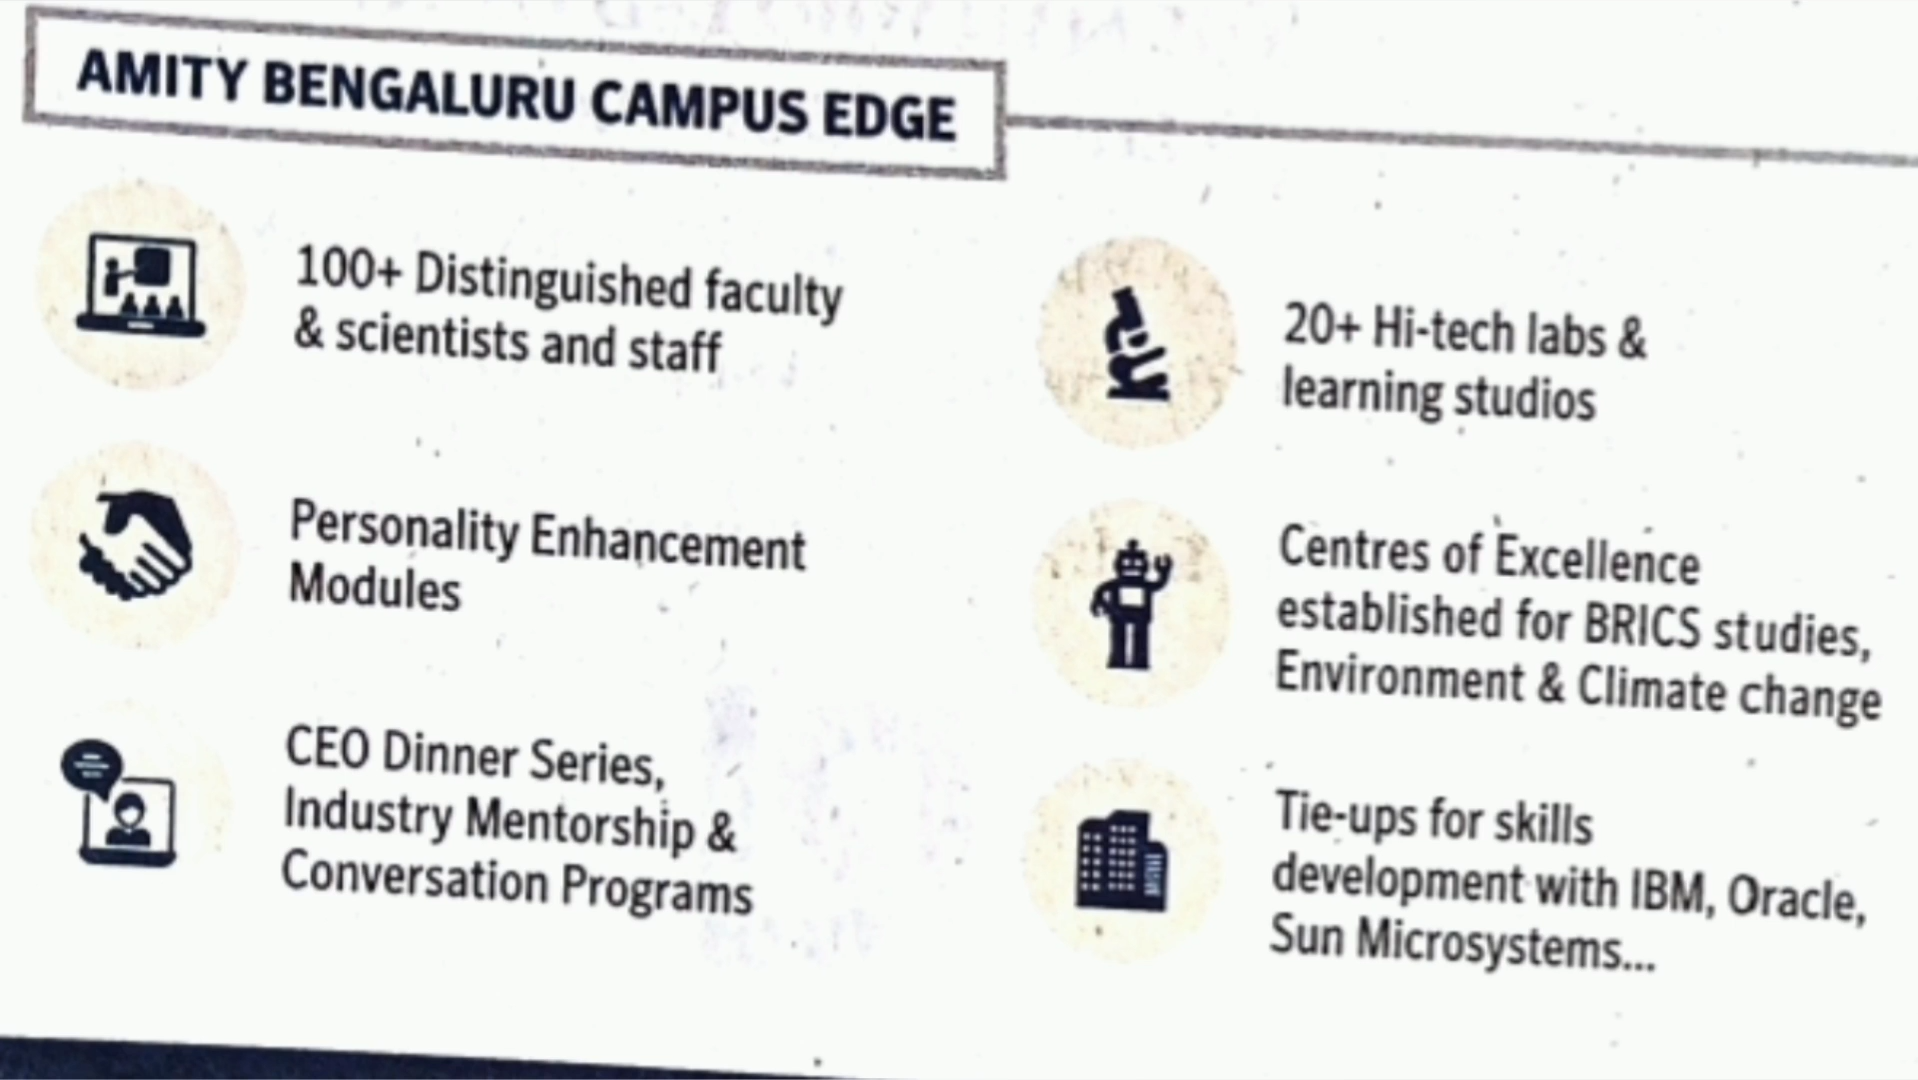 AMITY BENGALURU CAMPUS EDGE
100+ Distinguished faculty
& scientists and staff
20+ Hi-tech labs &
learning studios
Personality Enhancement
Modules
Centres of Excellence
established for BRICS studies,
Environment & Climate change
CEO Dinner Series,
Industry Mentorship &
Conversation Programs
Tie-ups for skills
development with IBM, Oracle,
Sun Microsystems...